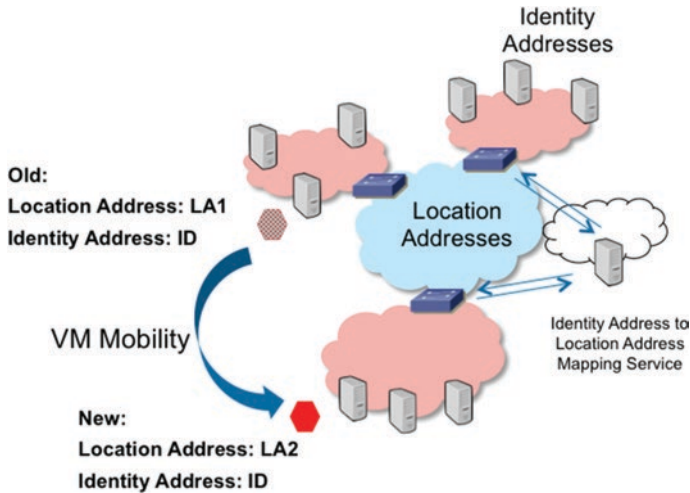 Identity
Addresses
Old:
Location Address: LA1
Identity Address: ID
Location
Addresses
VM Mobility
Identity Address to
Location Address
Mapping Service
New:
Location Address: LA2
Identity Address: ID